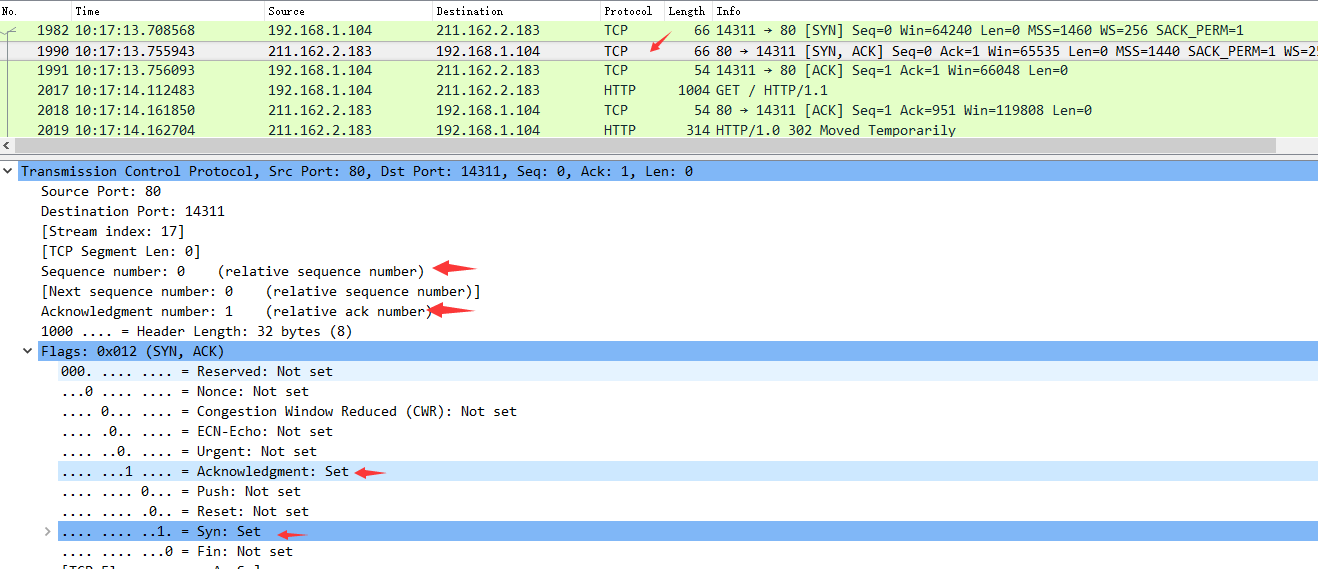 No. Time Source Destination Protocol Length Info
1982 10:17:13.708568 192.168.1.104 211.162.2.183 TCP 66 14311 → 80 [SYN] Seq=0 Win=64240 Len=0 MSS=1460 WS=256 SACK_PERM=1
1990 10:17:13.755943 211.162.2.183 192.168.1.104 TCP 66 80 → 14311 [SYN, ACK] Seq=0 Ack=1 Win=65535 Len=0 MSS=1440 SACK_PERM=1
1991 10:17:13.756093 192.168.1.104 211.162.2.183 TCP 54 14311 → 80 [ACK] Seq=1 Ack=1 Win=66048 Len=0
2017 10:17:14.112483 192.168.1.104 211.162.2.183 HTTP 1004 GET / HTTP/1.1
2018 10:17:14.161850 211.162.2.183 192.168.1.104 TCP 54 80 → 14311 [ACK] Seq=1 Ack=951 Win=119808 Len=0
2019 10:17:14.162704 211.162.2.183 192.168.1.104 HTTP 314 HTTP/1.0 302 Moved Temporarily
Transmission Control Protocol, Src Port: 80, Dst Port: 14311, Seq: 0, Ack: 1, Len: 0
Source Port: 80
Destination Port: 14311
[Stream index: 17]
[TCP Segment Len: 0]
Sequence number: 0 (relative sequence number)
[Next sequence number: 0 (relative sequence number)]
Acknowledgment number: 1 (relative ack number)
1000 .... = Header Length: 32 bytes (8)
Flags: 0x012 (SYN, ACK)
000. .... .... = Reserved: Not set
...0 .... .... = Nonce: Not set
.... 0... .... = Congestion Window Reduced (CWR): Not set
.... .0.. .... = ECN-Echo: Not set
.... ..0. .... = Urgent: Not set
.... ...1 .... = Acknowledgment: Set
.... .... 0... = Push: Not set
.... .... .0.. = Reset: Not set
.... .... ..1. = Syn: Set
.... .... ...0 = Fin: Not set